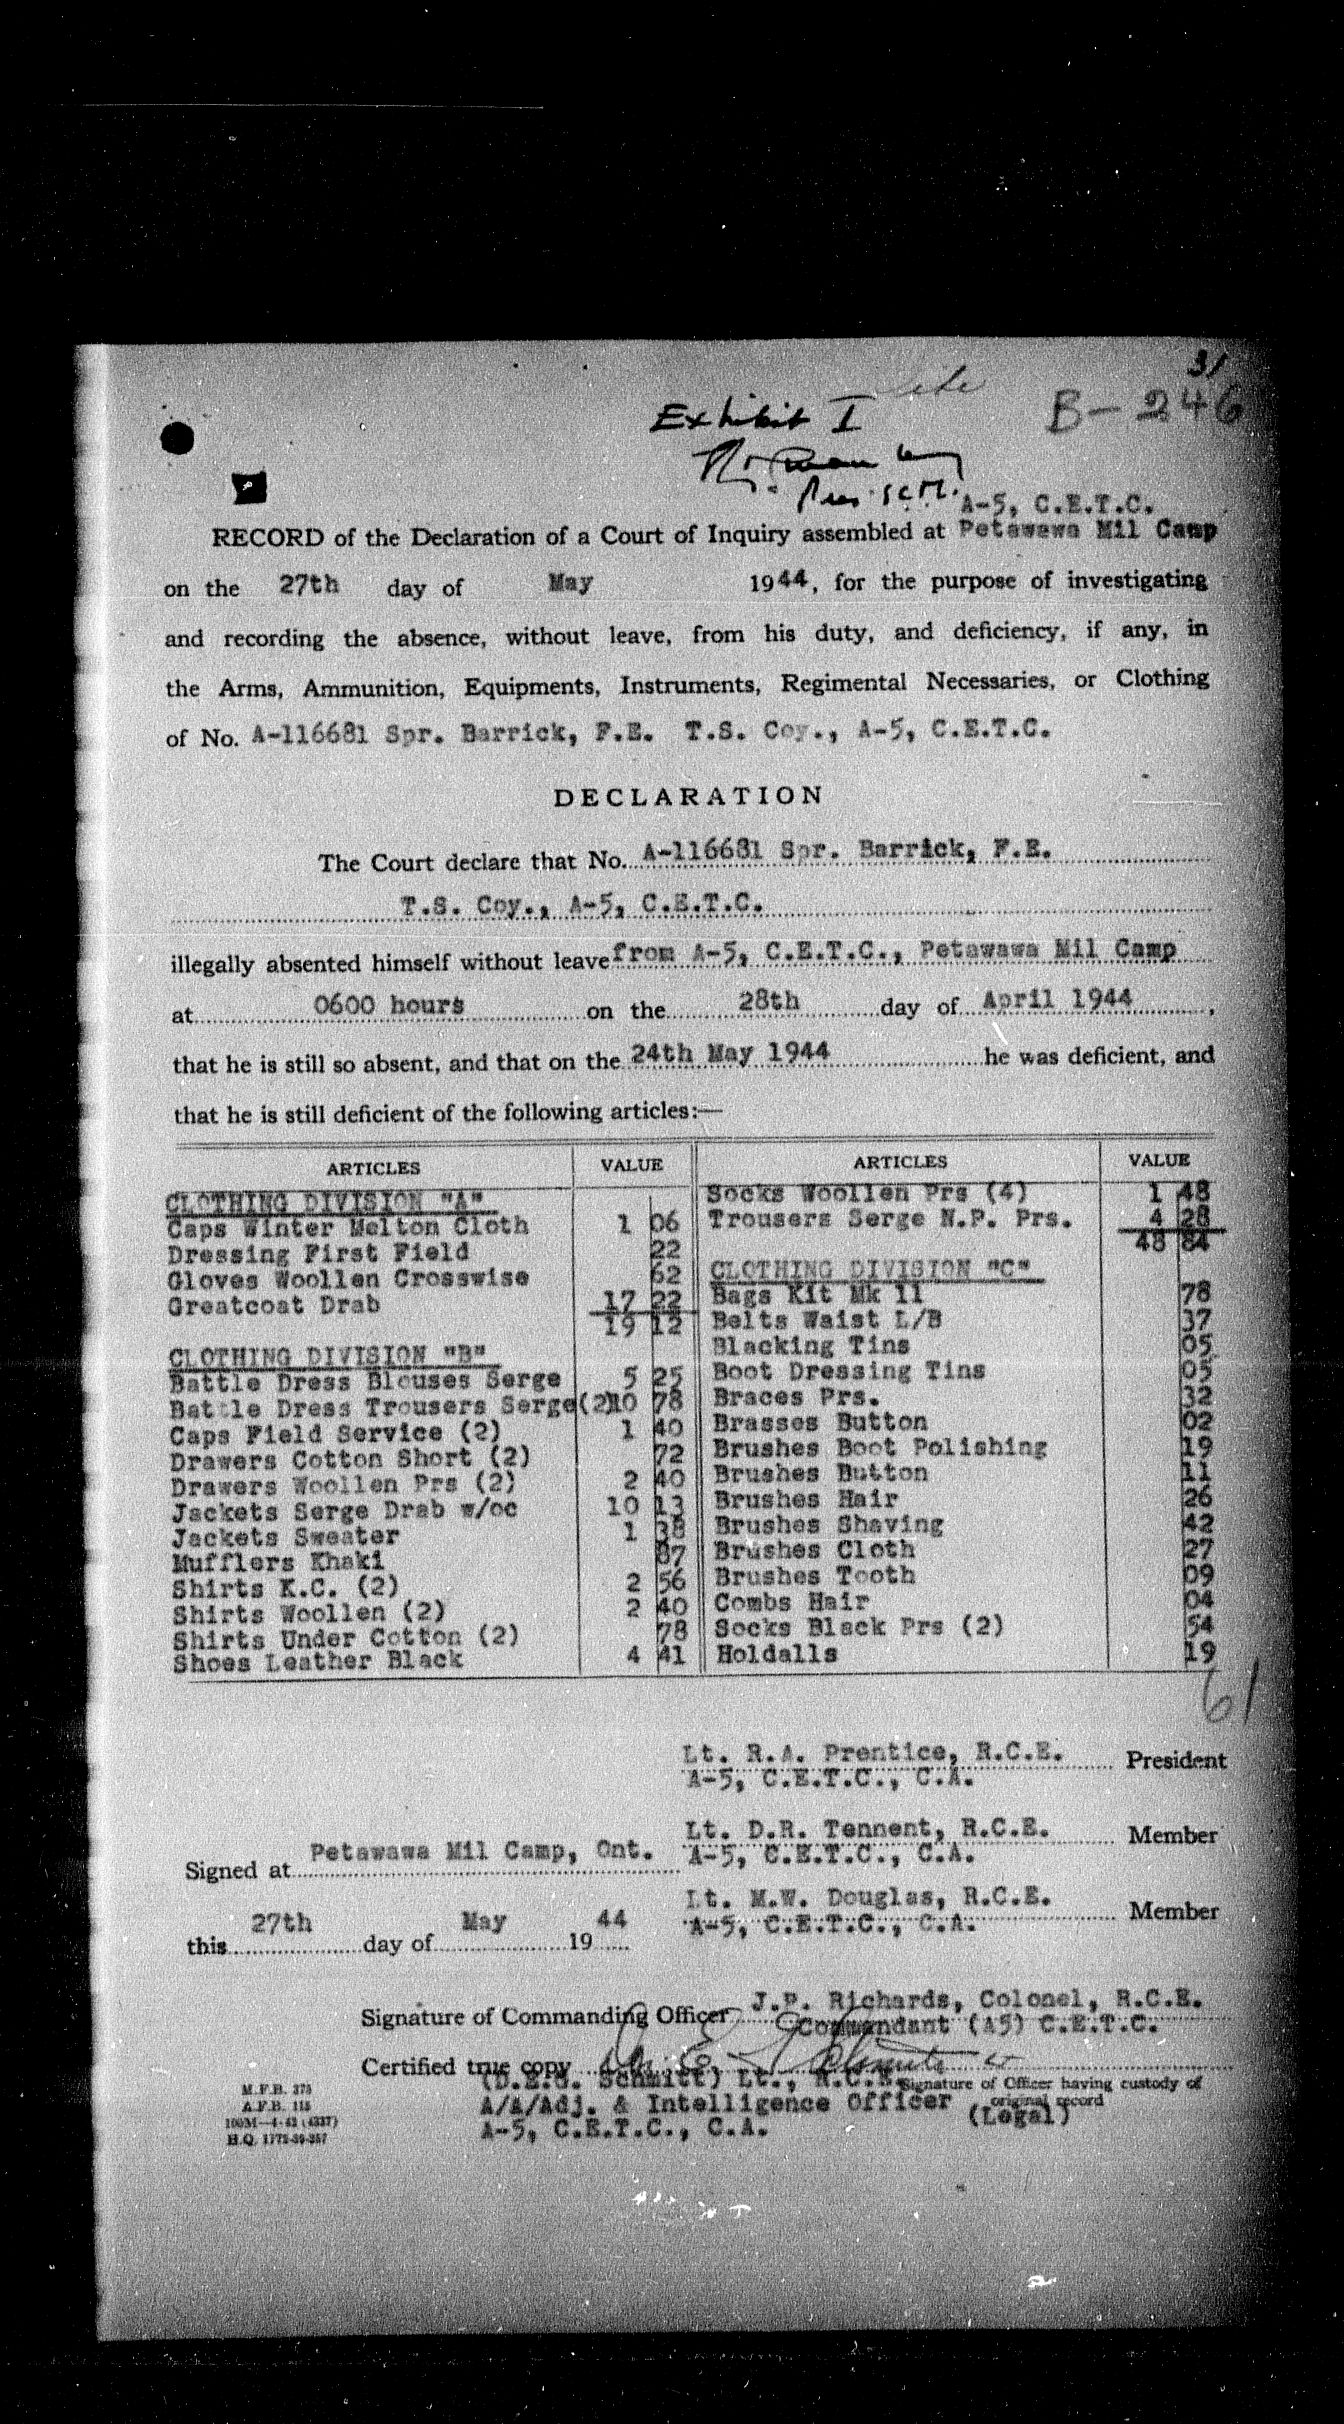 31
B-246
Exhibit I
A-5, C.E.T.C.
RECORD of the Declaration of a Court of Inquiry assembled at Petawawa Mil Camp
on the 27th day of May 1944, for the purpose of investigating
and recording the absence, without leave, from his duty, and deficiency, if any, in
the Arms, Ammunition, Equipments, Instruments, Regimental Necessaries, or Clothing
of No. A-116681 Spr. Barrick, F.E. T.S. Coy., A-5, C.E.T.C.
DECLARATION
The Court declare that No. A-116681 Spr. Barrick, F.E.
T.S. Coy., A-5, C.E.T.C.
illegally absented himself without leave from A-5, C.E.T.C., Petawawa Mil Camp
at 0600 hours on the 28th day of April 1944,
that he is still so absent, and that on the 24th May 1944 he was deficient, and
that he is still deficient of the following articles:—
ARTICLES VALUE
CLOTHING DIVISION "A"
Caps Winter Melton Cloth 1 06
Dressing First Field 22
Gloves Woollen Crosswise 62
Greatcoat Drab 17 22
19 12
CLOTHING DIVISION "B"
Battle Dress Blouses Serge 5 25
Battle Dress Trousers Serge(2) 10 78
Caps Field Service (2) 1 40
Drawers Cotton Short (2) 72
Drawers Woollen Prs (2) 2 40
Jackets Serge Drab w/oc 10 13
Jackets Sweater 1 38
Mufflers Khaki 87
Shirts K.C. (2) 2 56
Shirts Woollen (2) 2 40
Shirts Under Cotton (2) 78
Shoes Leather Black 4 41
ARTICLES VALUE
Socks Woollen Prs (4) 1 48
Trousers Serge N.P. Prs. 4 28
48 84
CLOTHING DIVISION "C"
Bags Kit Mk 11 78
Belts Waist L/B 37
Blacking Tins 05
Boot Dressing Tins 05
Braces Prs. 32
Brasses Button 02
Brushes Boot Polishing 19
Brushes Button 11
Brushes Hair 26
Brushes Shaving 42
Brushes Cloth 27
Brushes Tooth 09
Combs Hair 04
Socks Black Prs (2) 54
Holdalls 19
61
Lt. R.A. Prentice, R.C.E. President
A-5, C.E.T.C., C.A.
Lt. D.R. Tennent, R.C.E. Member
Signed at Petawawa Mil Camp, Ont. A-5, C.E.T.C., C.A.
Lt. M.W. Douglas, R.C.E. Member
A-5, C.E.T.C., C.A.
this 27th day of May 19 44
Signature of Commanding Officer J.P. Richards, Colonel, R.C.E.
Commandant (A5) C.E.T.C.
Certified true copy
(D.E.G. Schmitt) Lt., R.C.E. Signature of Officer having custody of
original record
A/A/Adj. & Intelligence Officer (Legal)
A-5, C.E.T.C., C.A.
M.F.B. 375
A.F.B. 115
100M—4-42 (4337)
H.Q. 1772-39-357